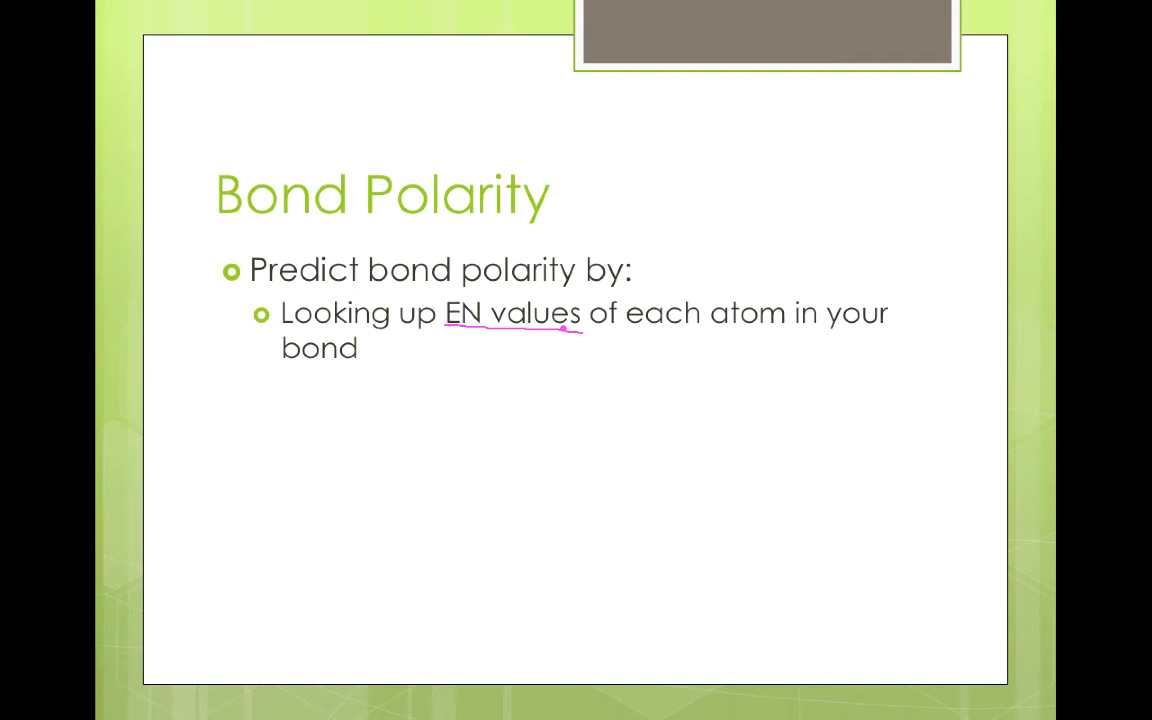 Bond Polarity
Predict bond polarity by:
Looking up EN values of each atom in your
bond